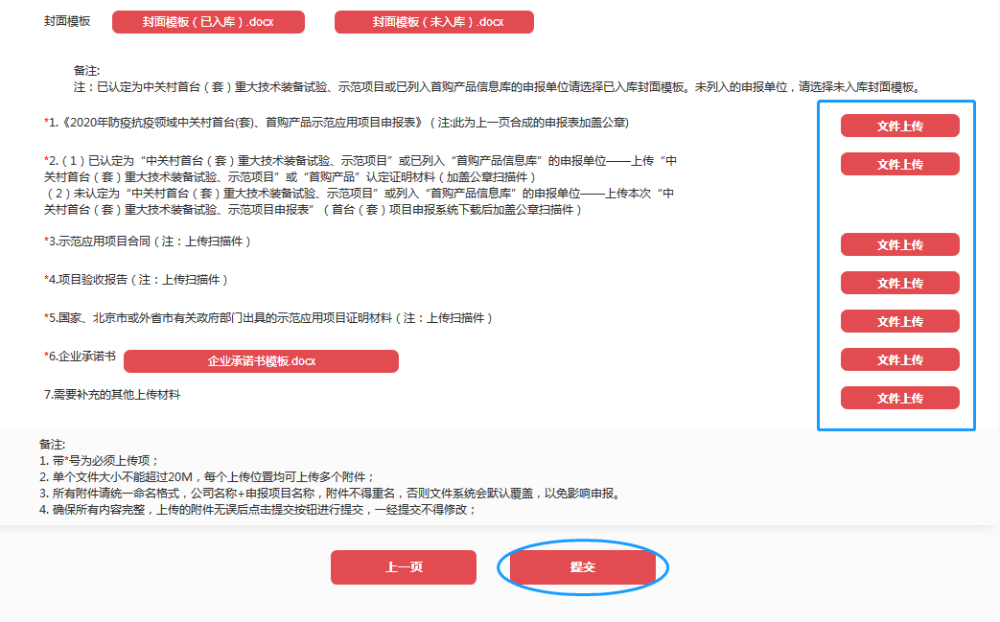 封面模板 封面模板（已入库）.docx 封面模板（未入库）.docx
备注:
注：已认定为中关村首台（套）重大技术装备试验、示范项目或已列入首购产品信息库的申报单位请选择已入库封面模板。未列入的申报单位，请选择未入库封面模板。
*1.《2020年防疫抗疫领域中关村首台(套)、首购产品示范应用项目申报表》（注:此为上一页合成的申报表加盖公章) 文件上传
*2.（1）已认定为“中关村首台（套）重大技术装备试验、示范项目”或已列入“首购产品信息库”的申报单位——上传“中 文件上传
关村首台（套）重大技术装备试验、示范项目”或“首购产品”认定证明材料（加盖公章扫描件）
（2）未认定为“中关村首台（套）重大技术装备试验、示范项目”或列入“首购产品信息库”的申报单位——上传本次“中
关村首台（套）重大技术装备试验、示范项目申报表”（首台（套）项目申报系统下载后加盖公章扫描件）
*3.示范应用项目合同（注：上传扫描件） 文件上传
*4.项目验收报告（注：上传扫描件） 文件上传
*5.国家、北京市或外省市有关政府部门出具的示范应用项目证明材料（注：上传扫描件） 文件上传
*6.企业承诺书 企业承诺书模板.docx 文件上传
7.需要补充的其他上传材料 文件上传
备注:
1. 带*号为必须上传项；
2. 单个文件大小不能超过20M，每个上传位置均可上传多个附件；
3. 所有附件请统一命名格式，公司名称+申报项目名称，附件不得重名，否则文件系统会默认覆盖，以免影响申报。
4. 确保所有内容完整，上传的附件无误后点击提交按钮进行提交，一经提交不得修改；
上一页 提交